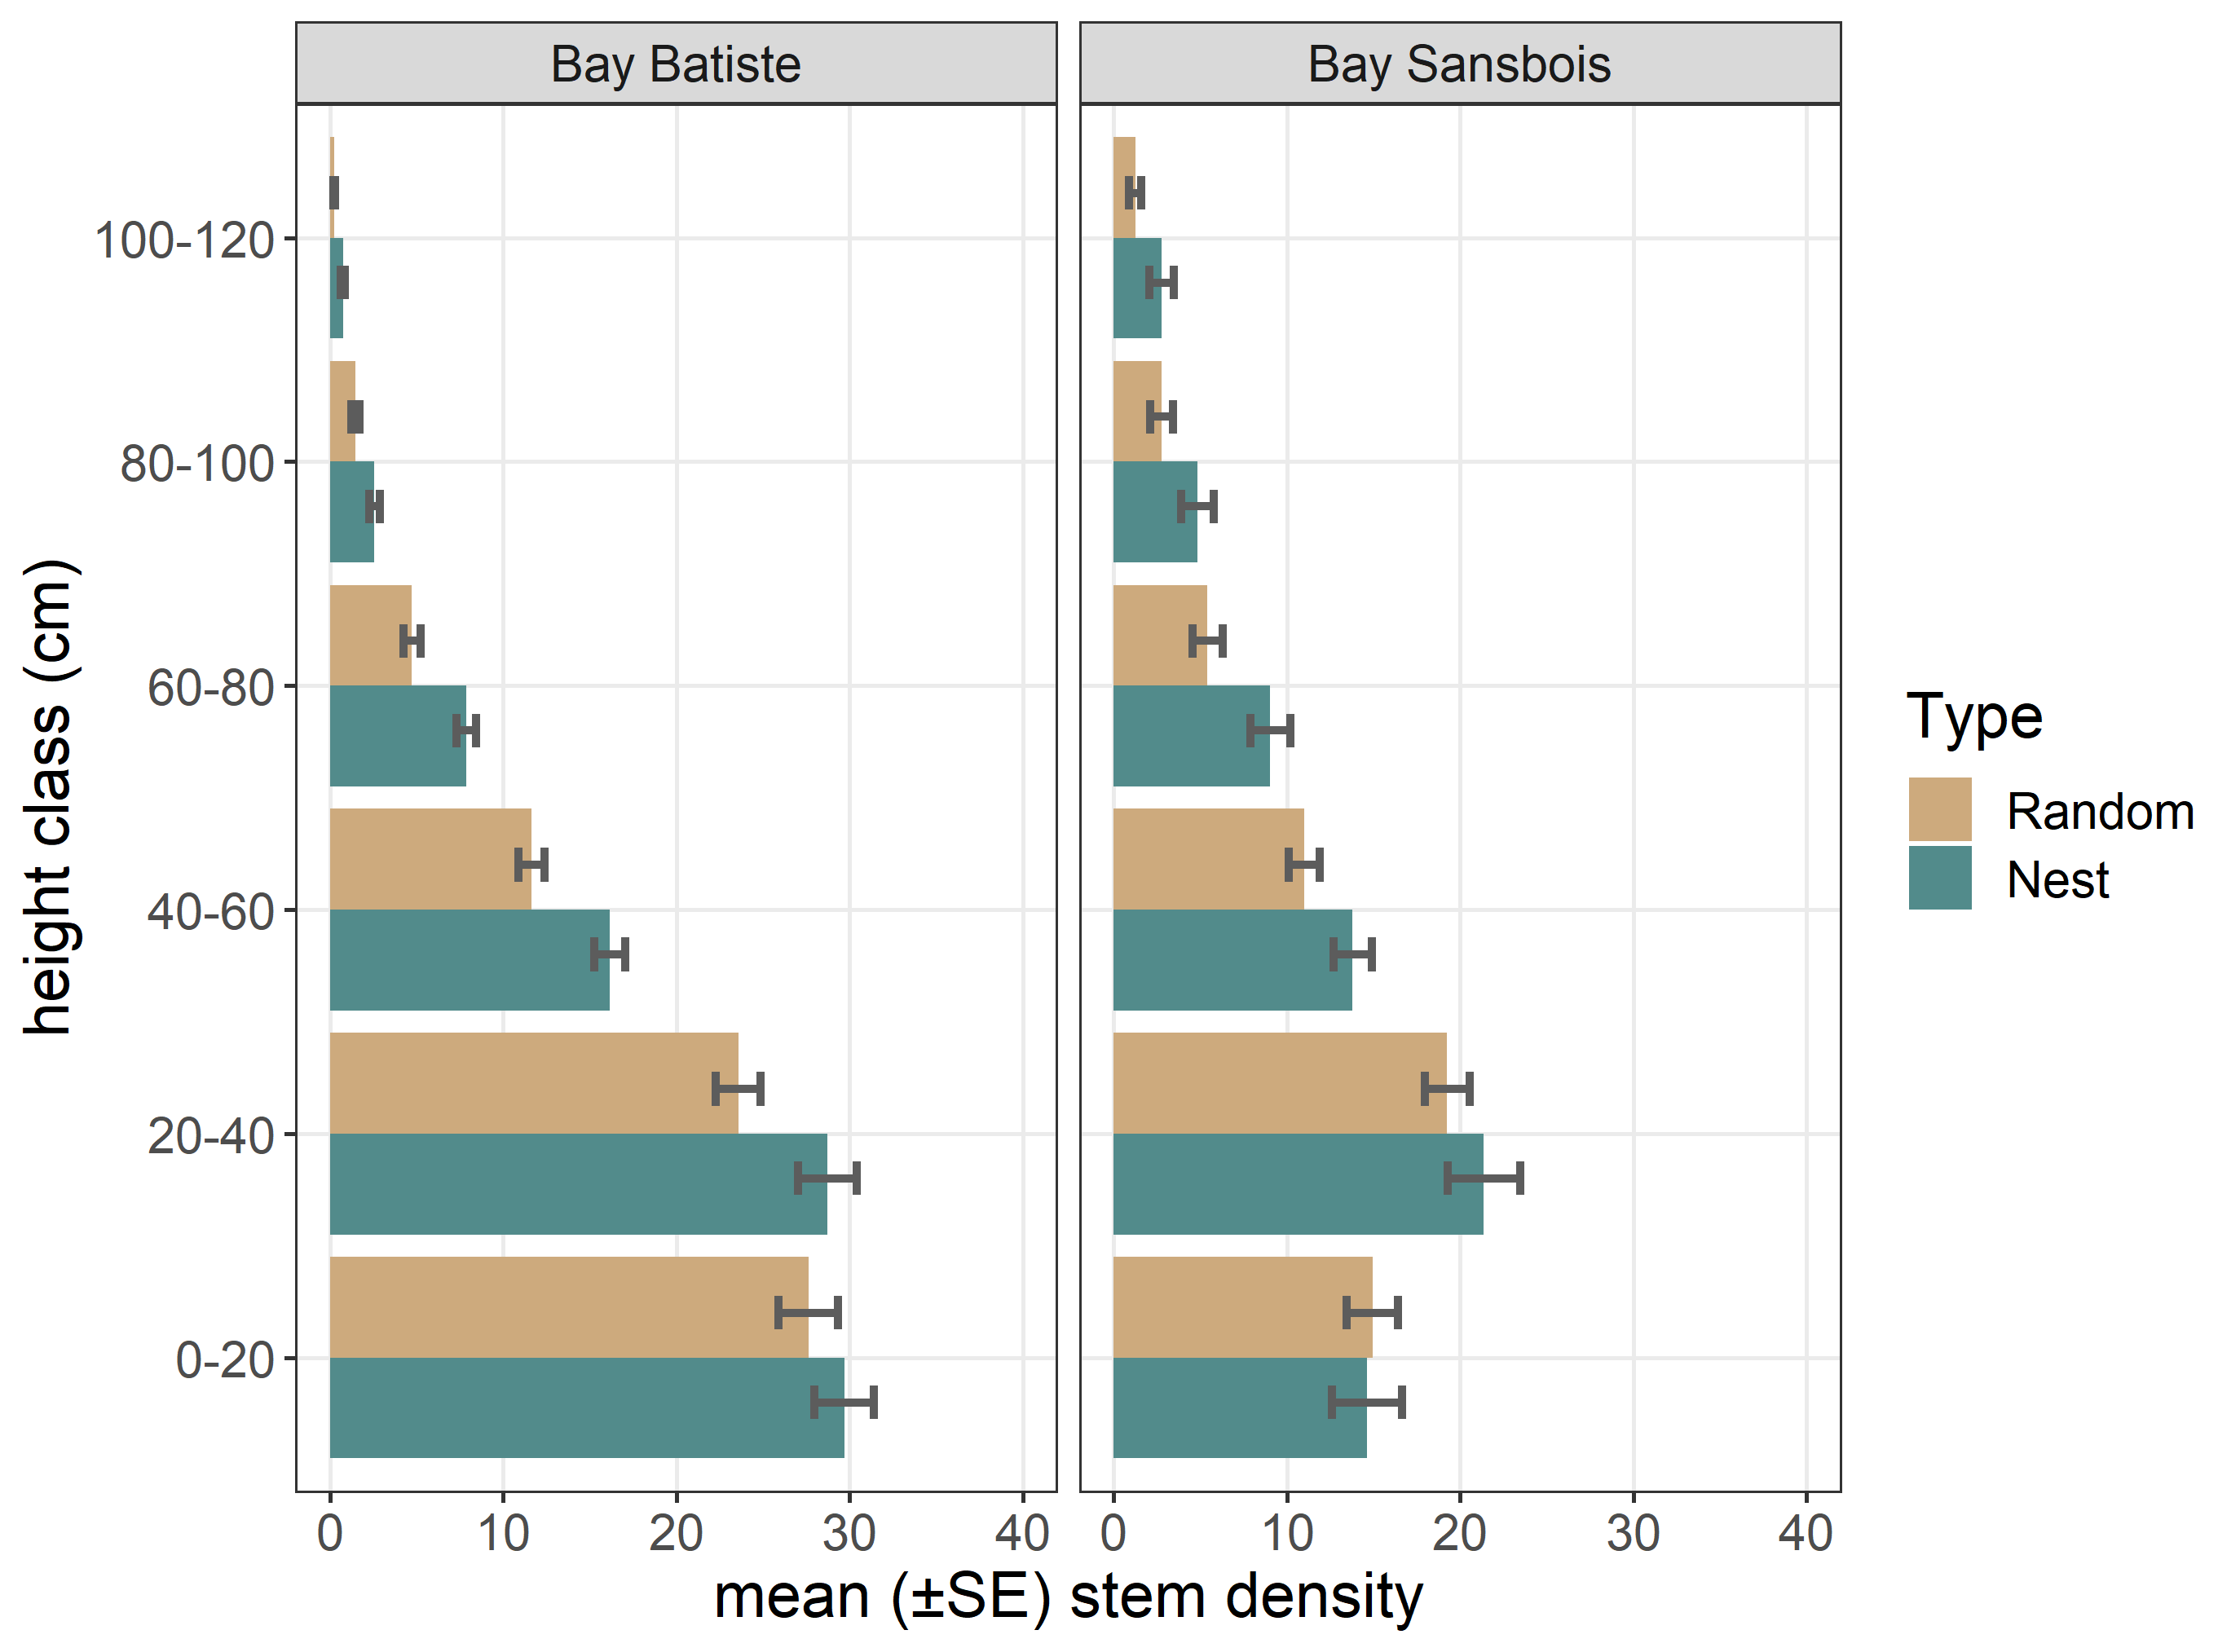 Bay Batiste
Bay Sansbois
100-120
80-100
60-80
40-60
20-40
0-20
height class (cm)
0 10 20 30 40
0 10 20 30 40
mean (±SE) stem density
Type
Random
Nest